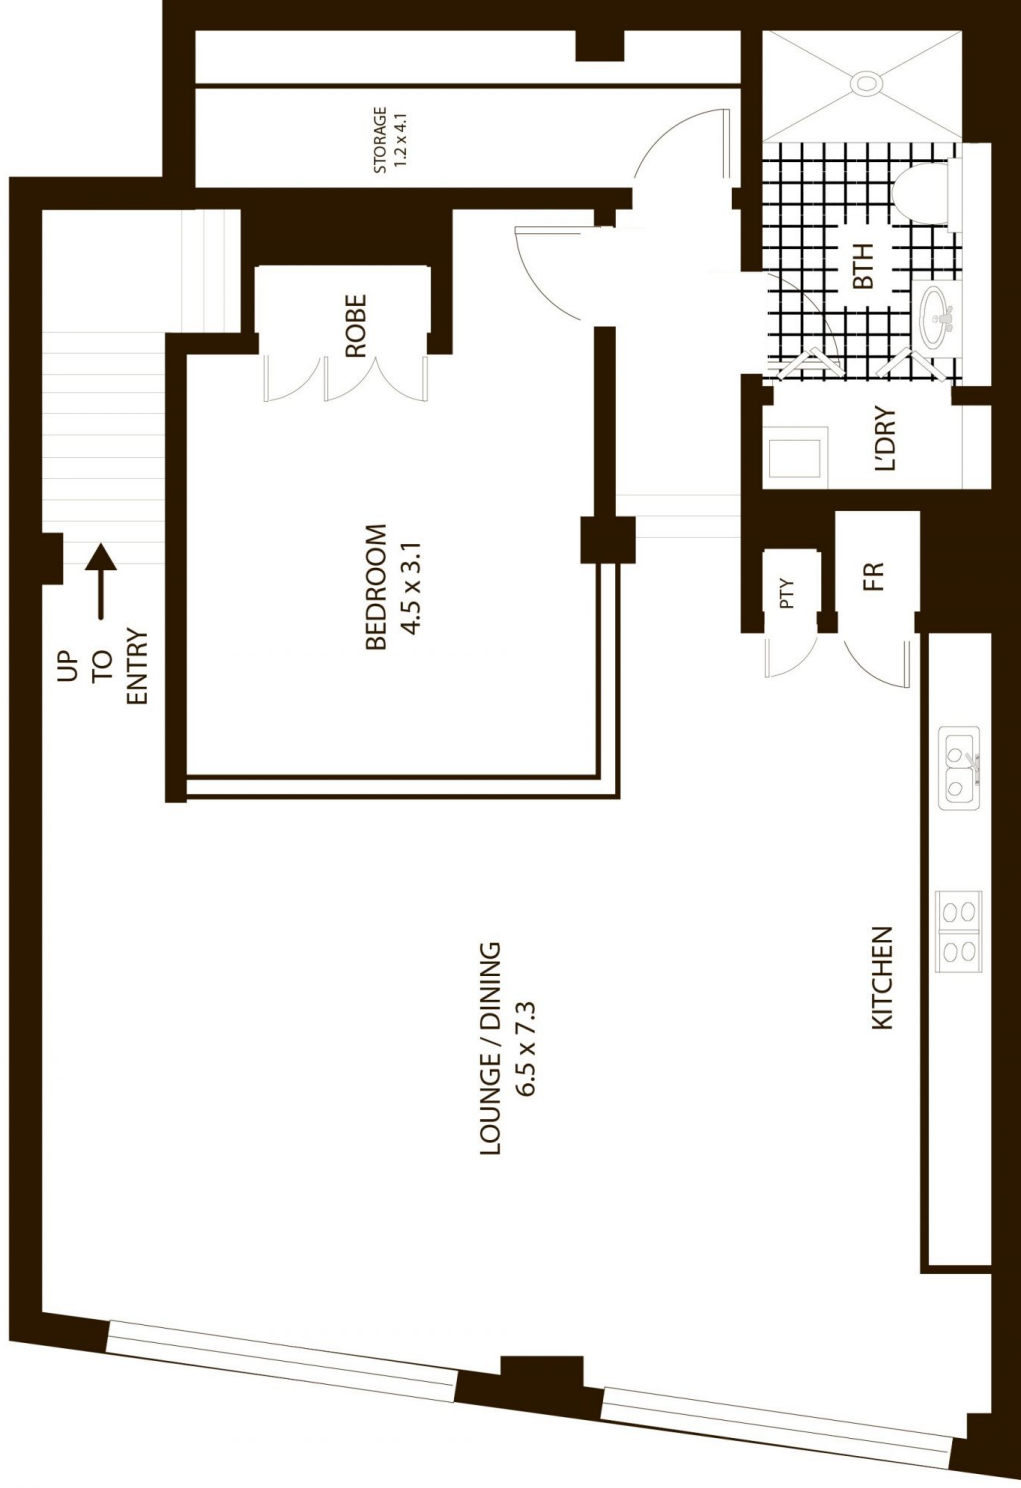 STORAGE
1.2 x 4.1
BTH
ROBE
L'DRY
BEDROOM
4.5 x 3.1
PTY
FR
UP
TO
ENTRY
LOUNGE / DINING
6.5 x 7.3
KITCHEN